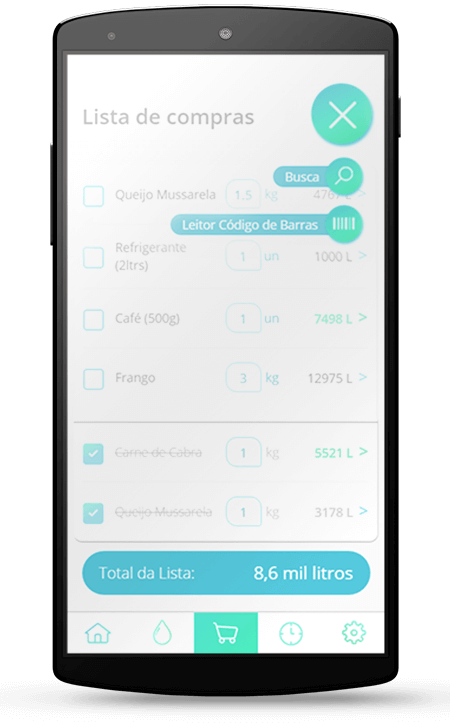 Lista de compras
Busca
Queijo Mussarela 1.5 kg
Leitor Código de Barras
Refrigerante
(2ltrs) 1 un 1000 L >
Café (500g) 1 un 7498 L >
Frango 3 kg 12975 L >
Carne de Cabra 1 kg 5521 L >
Queijo Mussarela 1 kg 3178 L >
Total da Lista: 8,6 mil litros